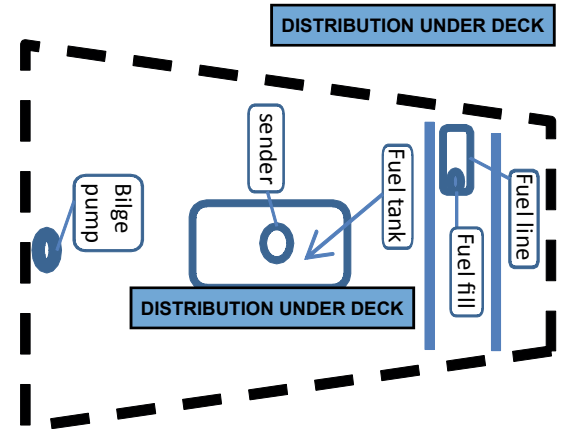 DISTRIBUTION UNDER DECK
sender
Fuel tank
Fuel line
Fuel fill
Bilge
pump
DISTRIBUTION UNDER DECK